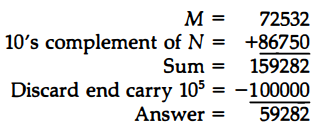 M = 72532
10's complement of N = +86750
Sum = 159282
Discard end carry 10⁵ = −100000
Answer = 59282